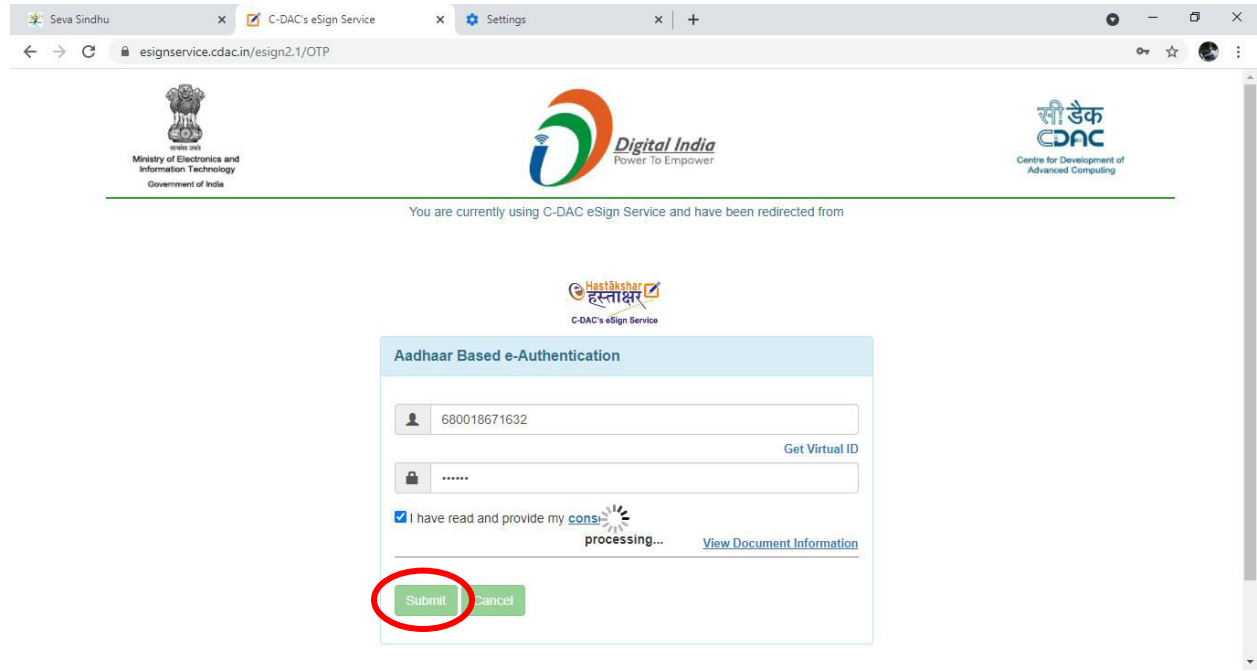 Seva Sindhu
C-DAC's eSign Service
Settings
esignservice.cdac.in/esign2.1/OTP
Ministry of Electronics and
Information Technology
Government of India
Digital India
Power To Empower
सी डैक
CDAC
Centre for Development of
Advanced Computing
You are currently using C-DAC eSign Service and have been redirected from
e Hastākshar
हस्ताक्षर
C-DAC's eSign Service
Aadhaar Based e-Authentication
680018671632
Get Virtual ID
••••••
I have read and provide my
processing...
View Document Information
Submit Cancel